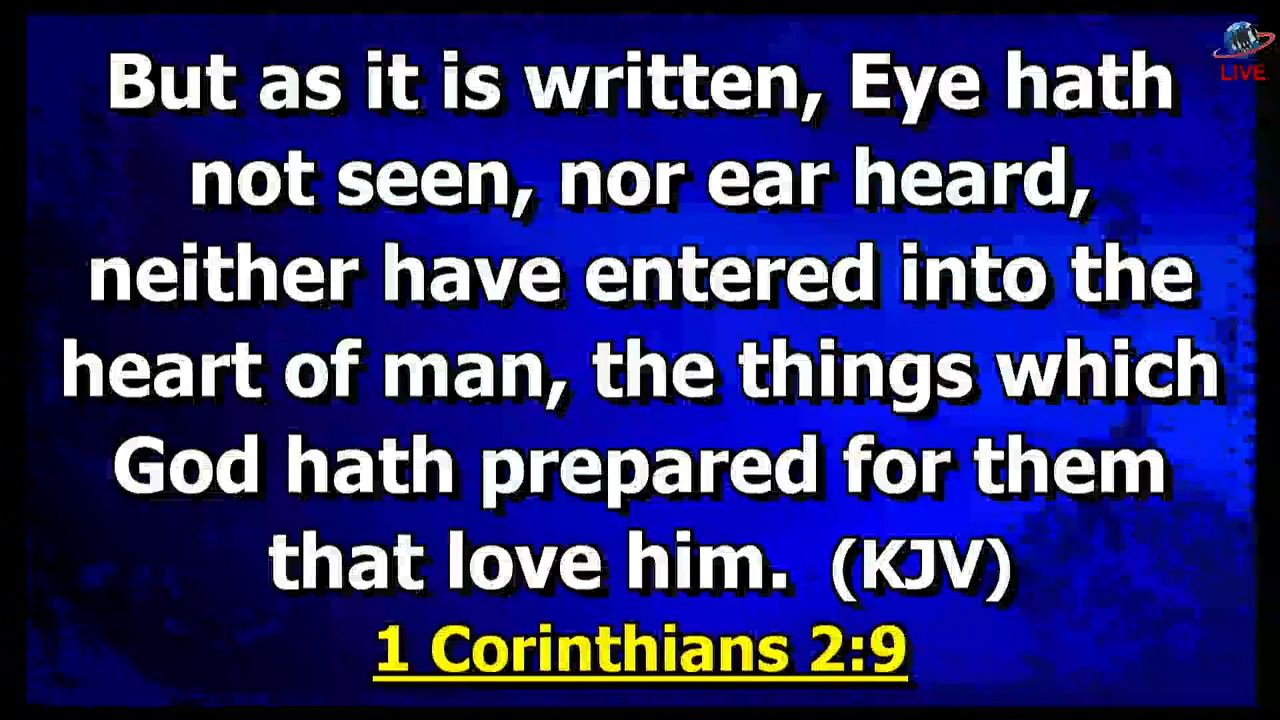 But as it is written, Eye hath
not seen, nor ear heard,
neither have entered into the
heart of man, the things which
God hath prepared for them
that love him. (KJV)
1 Corinthians 2:9
LIVE